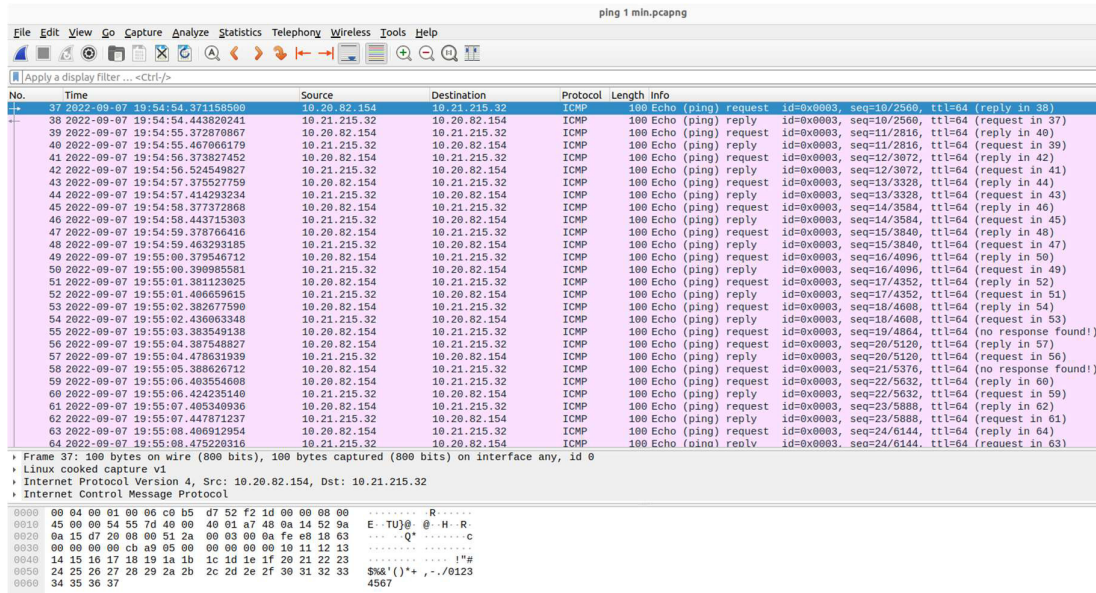 ping 1 min.pcapng
File Edit View Go Capture Analyze Statistics Telephony Wireless Tools Help
Apply a display filter ... <Ctrl-/>
No. Time Source Destination Protocol Length Info
37 2022-09-07 19:54:54.371158500 10.20.82.154 10.21.215.32 ICMP 100 Echo (ping) request id=0x0003, seq=10/2560, ttl=64 (reply in 38)
38 2022-09-07 19:54:54.443820241 10.21.215.32 10.20.82.154 ICMP 100 Echo (ping) reply id=0x0003, seq=10/2560, ttl=64 (request in 37)
39 2022-09-07 19:54:55.372870867 10.20.82.154 10.21.215.32 ICMP 100 Echo (ping) request id=0x0003, seq=11/2816, ttl=64 (reply in 40)
40 2022-09-07 19:54:55.467066179 10.21.215.32 10.20.82.154 ICMP 100 Echo (ping) reply id=0x0003, seq=11/2816, ttl=64 (request in 39)
41 2022-09-07 19:54:56.373827452 10.20.82.154 10.21.215.32 ICMP 100 Echo (ping) request id=0x0003, seq=12/3072, ttl=64 (reply in 42)
42 2022-09-07 19:54:56.524549827 10.21.215.32 10.20.82.154 ICMP 100 Echo (ping) reply id=0x0003, seq=12/3072, ttl=64 (request in 41)
43 2022-09-07 19:54:57.375527759 10.20.82.154 10.21.215.32 ICMP 100 Echo (ping) request id=0x0003, seq=13/3328, ttl=64 (reply in 44)
44 2022-09-07 19:54:57.414293234 10.21.215.32 10.20.82.154 ICMP 100 Echo (ping) reply id=0x0003, seq=13/3328, ttl=64 (request in 43)
45 2022-09-07 19:54:58.377372868 10.20.82.154 10.21.215.32 ICMP 100 Echo (ping) request id=0x0003, seq=14/3584, ttl=64 (reply in 46)
46 2022-09-07 19:54:58.443715303 10.21.215.32 10.20.82.154 ICMP 100 Echo (ping) reply id=0x0003, seq=14/3584, ttl=64 (request in 45)
47 2022-09-07 19:54:59.378766416 10.20.82.154 10.21.215.32 ICMP 100 Echo (ping) request id=0x0003, seq=15/3840, ttl=64 (reply in 48)
48 2022-09-07 19:54:59.463293185 10.21.215.32 10.20.82.154 ICMP 100 Echo (ping) reply id=0x0003, seq=15/3840, ttl=64 (request in 47)
49 2022-09-07 19:55:00.379546712 10.20.82.154 10.21.215.32 ICMP 100 Echo (ping) request id=0x0003, seq=16/4096, ttl=64 (reply in 50)
50 2022-09-07 19:55:00.390985581 10.21.215.32 10.20.82.154 ICMP 100 Echo (ping) reply id=0x0003, seq=16/4096, ttl=64 (request in 49)
51 2022-09-07 19:55:01.381123025 10.20.82.154 10.21.215.32 ICMP 100 Echo (ping) request id=0x0003, seq=17/4352, ttl=64 (reply in 52)
52 2022-09-07 19:55:01.406659615 10.21.215.32 10.20.82.154 ICMP 100 Echo (ping) reply id=0x0003, seq=17/4352, ttl=64 (request in 51)
53 2022-09-07 19:55:02.382677590 10.20.82.154 10.21.215.32 ICMP 100 Echo (ping) request id=0x0003, seq=18/4608, ttl=64 (reply in 54)
54 2022-09-07 19:55:02.436063348 10.21.215.32 10.20.82.154 ICMP 100 Echo (ping) reply id=0x0003, seq=18/4608, ttl=64 (request in 53)
55 2022-09-07 19:55:03.383549138 10.20.82.154 10.21.215.32 ICMP 100 Echo (ping) request id=0x0003, seq=19/4864, ttl=64 (no response found!)
56 2022-09-07 19:55:04.387548827 10.20.82.154 10.21.215.32 ICMP 100 Echo (ping) request id=0x0003, seq=20/5120, ttl=64 (reply in 57)
57 2022-09-07 19:55:04.478631939 10.21.215.32 10.20.82.154 ICMP 100 Echo (ping) reply id=0x0003, seq=20/5120, ttl=64 (request in 56)
58 2022-09-07 19:55:05.388626712 10.20.82.154 10.21.215.32 ICMP 100 Echo (ping) request id=0x0003, seq=21/5376, ttl=64 (no response found!)
59 2022-09-07 19:55:06.403554608 10.20.82.154 10.21.215.32 ICMP 100 Echo (ping) request id=0x0003, seq=22/5632, ttl=64 (reply in 60)
60 2022-09-07 19:55:06.424235140 10.21.215.32 10.20.82.154 ICMP 100 Echo (ping) reply id=0x0003, seq=22/5632, ttl=64 (request in 59)
61 2022-09-07 19:55:07.405340936 10.20.82.154 10.21.215.32 ICMP 100 Echo (ping) request id=0x0003, seq=23/5888, ttl=64 (reply in 62)
62 2022-09-07 19:55:07.447871237 10.21.215.32 10.20.82.154 ICMP 100 Echo (ping) reply id=0x0003, seq=23/5888, ttl=64 (request in 61)
63 2022-09-07 19:55:08.406912954 10.20.82.154 10.21.215.32 ICMP 100 Echo (ping) request id=0x0003, seq=24/6144, ttl=64 (reply in 64)
64 2022-09-07 19:55:08.475220316 10.21.215.32 10.20.82.154 ICMP 100 Echo (ping) reply id=0x0003, seq=24/6144, ttl=64 (request in 63)
Frame 37: 100 bytes on wire (800 bits), 100 bytes captured (800 bits) on interface any, id 0
Linux cooked capture v1
Internet Protocol Version 4, Src: 10.20.82.154, Dst: 10.21.215.32
Internet Control Message Protocol
0000 00 04 00 01 00 06 c0 b5 d7 52 f2 1d 00 00 08 00 ········ ·R······
0010 45 00 00 54 55 7d 40 00 40 01 a7 48 0a 14 52 9a E··TU}@· @··H··R·
0020 0a 15 d7 20 08 00 51 2a 00 03 00 0a fe e8 18 63 ··· ··Q* ·······c
0030 00 00 00 00 cb a9 05 00 00 00 00 00 10 11 12 13 ········ ········
0040 14 15 16 17 18 19 1a 1b 1c 1d 1e 1f 20 21 22 23 ········ ···· !"#
0050 24 25 26 27 28 29 2a 2b 2c 2d 2e 2f 30 31 32 33 $%&'()*+ ,-./0123
0060 34 35 36 37 4567